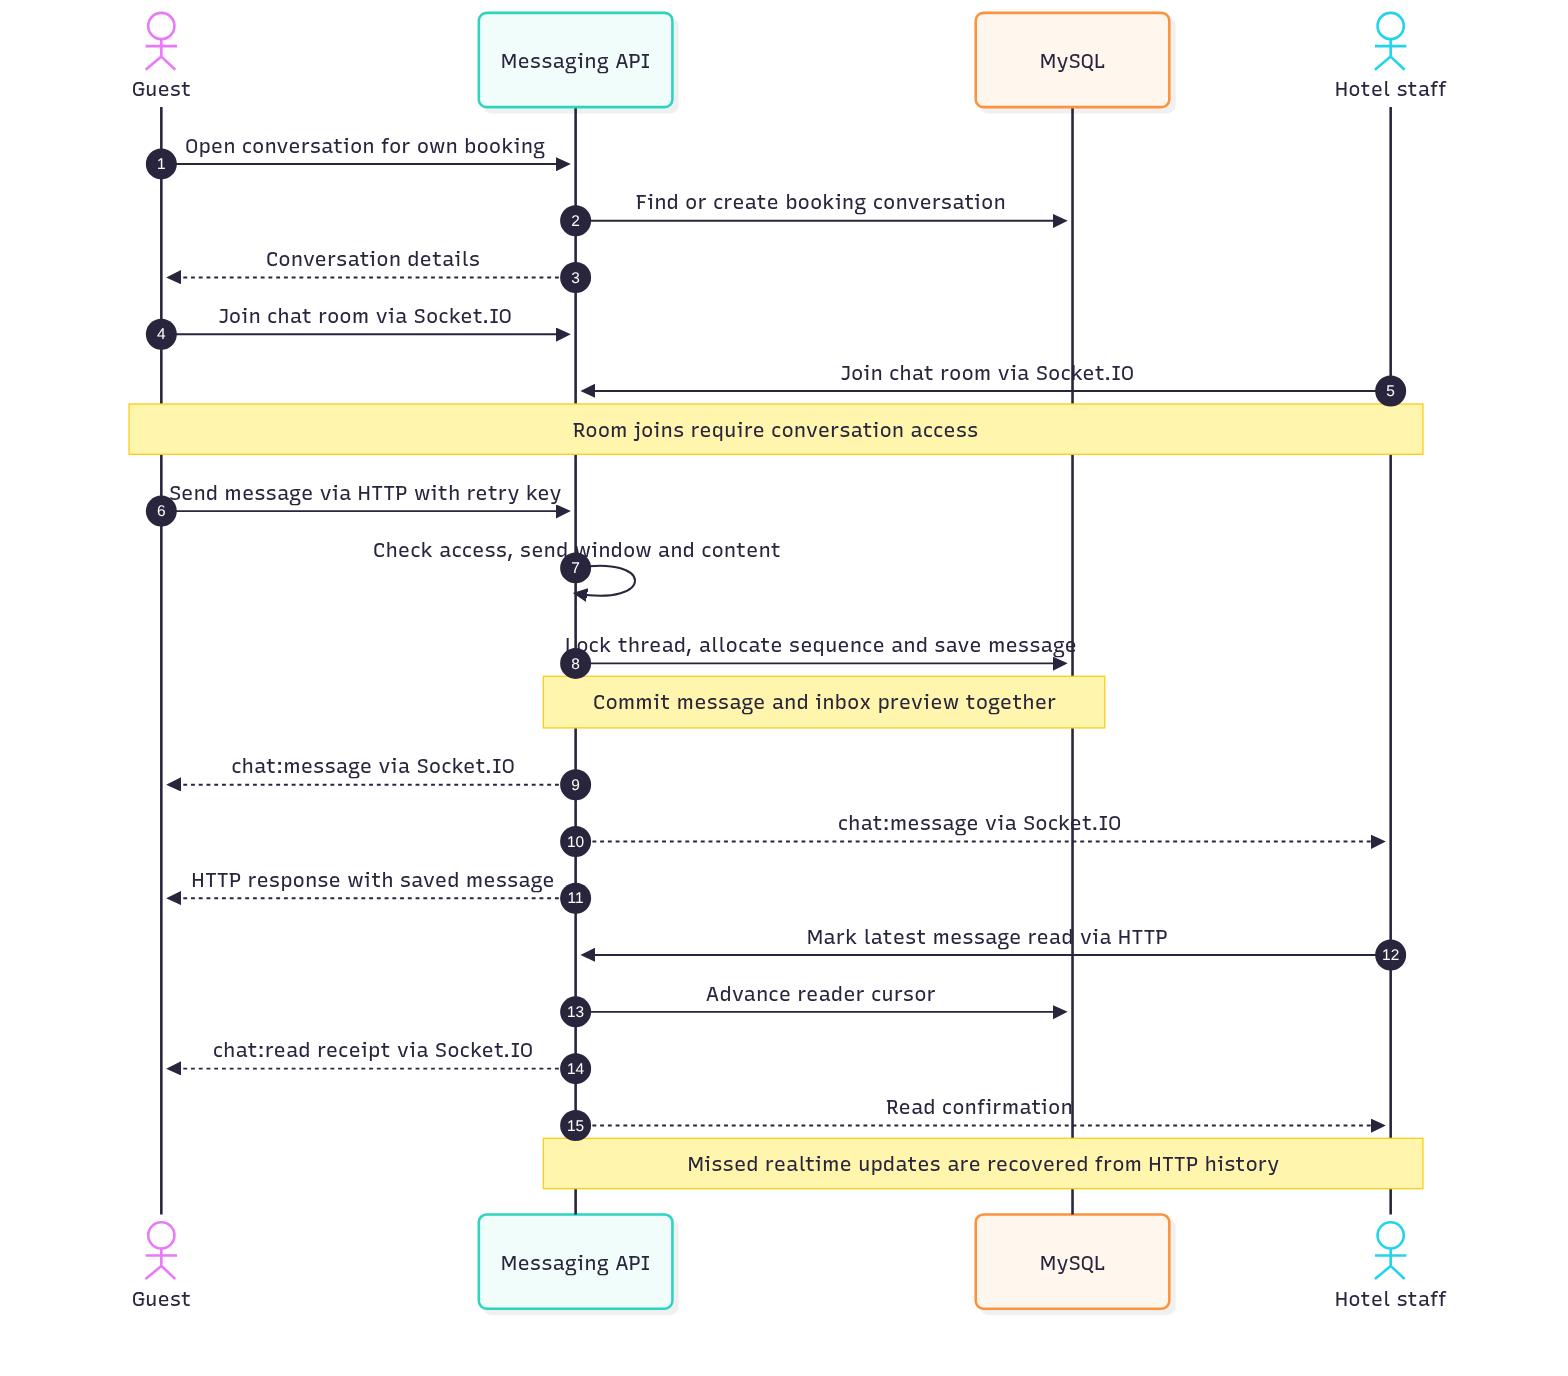 Guest
Messaging API
MySQL
Hotel staff
Open conversation for own booking
1
Find or create booking conversation
2
Conversation details
3
Join chat room via Socket.IO
4
Join chat room via Socket.IO
5
Room joins require conversation access
Send message via HTTP with retry key
6
Check access, send window and content
7
Lock thread, allocate sequence and save message
8
Commit message and inbox preview together
chat:message via Socket.IO
9
chat:message via Socket.IO
10
HTTP response with saved message
11
Mark latest message read via HTTP
12
Advance reader cursor
13
chat:read receipt via Socket.IO
14
Read confirmation
15
Missed realtime updates are recovered from HTTP history
Guest
Messaging API
MySQL
Hotel staff